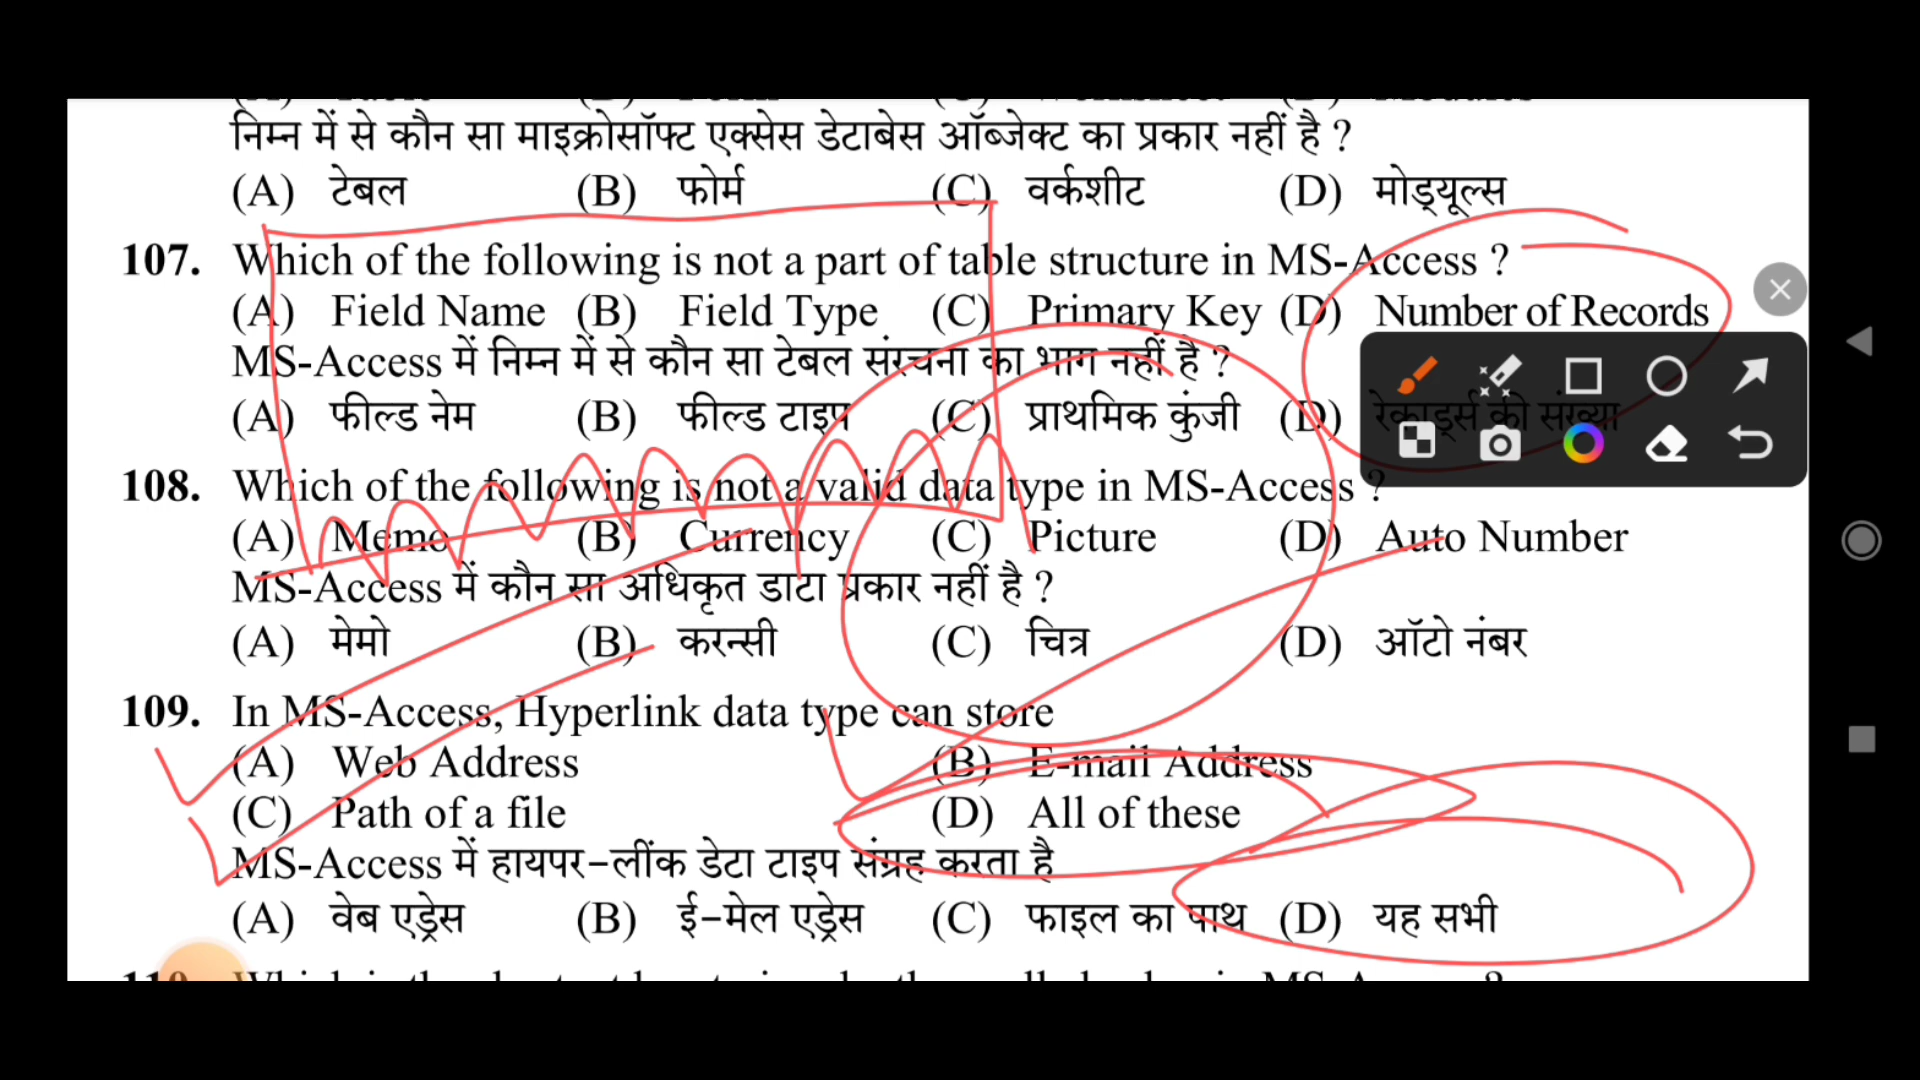 निम्न में से कौन सा माइक्रोसॉफ्ट एक्सेस डेटाबेस ऑब्जेक्ट का प्रकार नहीं है ?
(A) टेबल (B) फोर्म (C) वर्कशीट (D) मोड्यूल्स
107. Which of the following is not a part of table structure in MS-Access ?
(A) Field Name (B) Field Type (C) Primary Key (D) Number of Records
MS-Access में निम्न में से कौन सा टेबल संरचना का भाग नहीं है ?
(A) फील्ड नेम (B) फील्ड टाइप (C) प्राथमिक कुंजी (D) रेकार्ड्स की संख्या
108. Which of the following is not a valid data type in MS-Access ?
(A) Memo (B) Currency (C) Picture (D) Auto Number
MS-Access में कौन सा अधिकृत डाटा प्रकार नहीं है ?
(A) मेमो (B) करन्सी (C) चित्र (D) ऑटो नंबर
109. In MS-Access, Hyperlink data type can store
(A) Web Address (B) E-mail Address
(C) Path of a file (D) All of these
MS-Access में हायपर-लींक डेटा टाइप संग्रह करता है
(A) वेब एड्रेस (B) ई-मेल एड्रेस (C) फाइल का पाथ (D) यह सभी